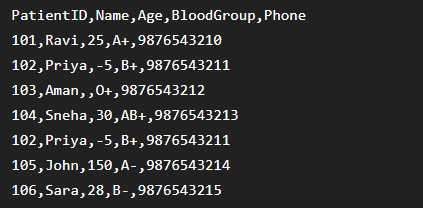 PatientID,Name,Age,BloodGroup,Phone
101,Ravi,25,A+,9876543210
102,Priya,-5,B+,9876543211
103,Aman,,O+,9876543212
104,Sneha,30,AB+,9876543213
102,Priya,-5,B+,9876543211
105,John,150,A-,9876543214
106,Sara,28,B-,9876543215